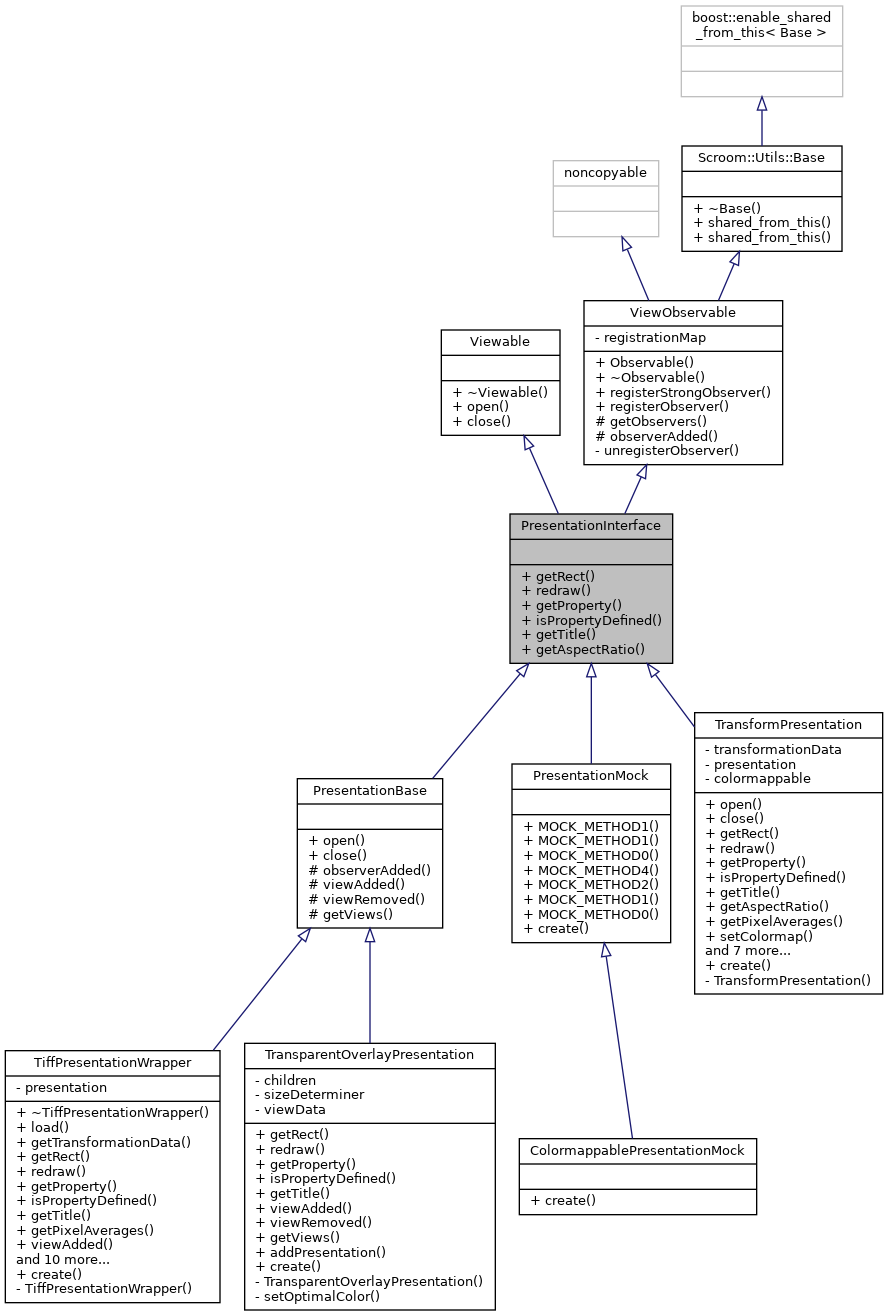 boost::enable_shared
_from_this< Base >
Scroom::Utils::Base
+ ~Base()
+ shared_from_this()
+ shared_from_this()
noncopyable
ViewObservable
- registrationMap
+ Observable()
+ ~Observable()
+ registerStrongObserver()
+ registerObserver()
# getObservers()
# observerAdded()
- unregisterObserver()
Viewable
+ ~Viewable()
+ open()
+ close()
PresentationInterface
+ getRect()
+ redraw()
+ getProperty()
+ isPropertyDefined()
+ getTitle()
+ getAspectRatio()
PresentationBase
+ open()
+ close()
# observerAdded()
# viewAdded()
# viewRemoved()
# getViews()
PresentationMock
+ MOCK_METHOD1()
+ MOCK_METHOD1()
+ MOCK_METHOD0()
+ MOCK_METHOD4()
+ MOCK_METHOD2()
+ MOCK_METHOD1()
+ MOCK_METHOD0()
+ create()
TransformPresentation
- transformationData
- presentation
- colormappable
+ open()
+ close()
+ getRect()
+ redraw()
+ getProperty()
+ isPropertyDefined()
+ getTitle()
+ getAspectRatio()
+ getPixelAverages()
+ setColormap()
and 7 more...
+ create()
- TransformPresentation()
TiffPresentationWrapper
- presentation
+ ~TiffPresentationWrapper()
+ load()
+ getTransformationData()
+ getRect()
+ redraw()
+ getProperty()
+ isPropertyDefined()
+ getTitle()
+ getPixelAverages()
+ viewAdded()
and 10 more...
+ create()
- TiffPresentationWrapper()
TransparentOverlayPresentation
- children
- sizeDeterminer
- viewData
+ getRect()
+ redraw()
+ getProperty()
+ isPropertyDefined()
+ getTitle()
+ viewAdded()
+ viewRemoved()
+ getViews()
+ addPresentation()
+ create()
- TransparentOverlayPresentation()
- setOptimalColor()
ColormappablePresentationMock
+ create()